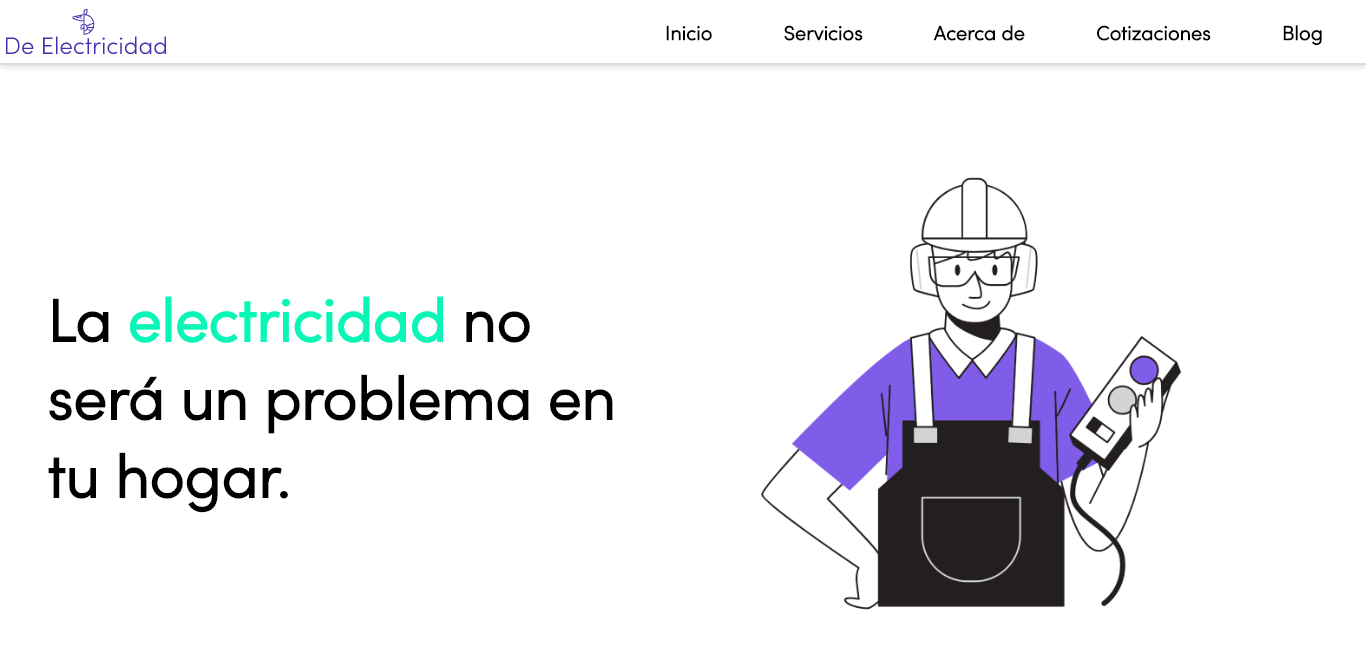 De Electricidad
Inicio Servicios Acerca de Cotizaciones Blog
La electricidad no
será un problema en
tu hogar.